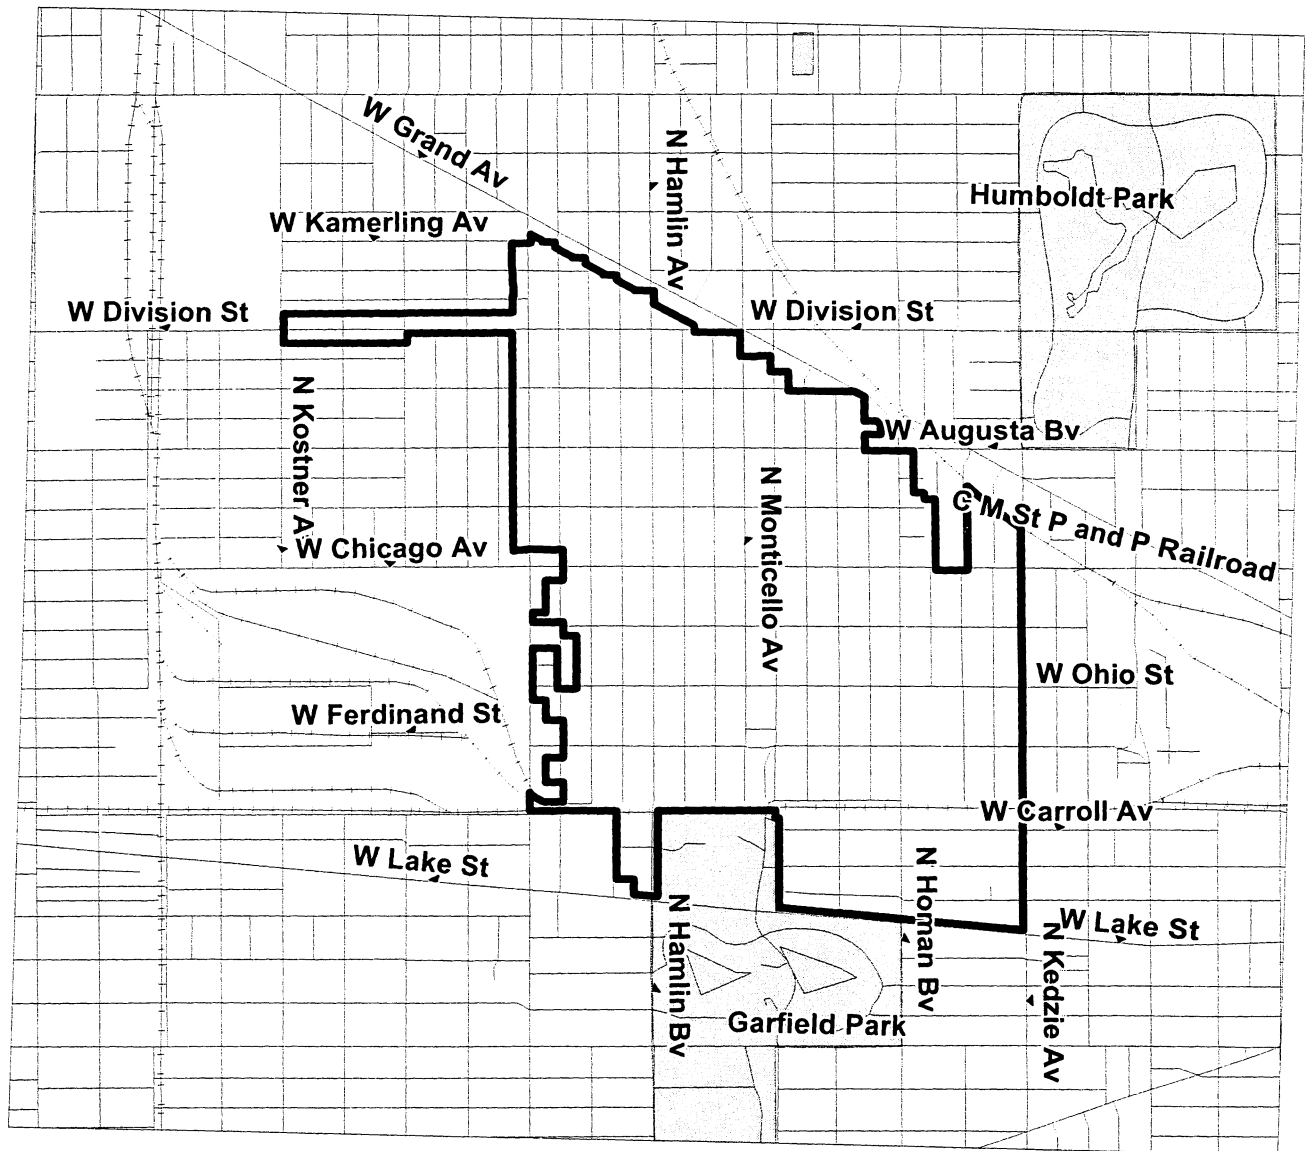 W Grand Av
N Hamlin Av
Humboldt Park
W Kamerling Av
W Division St
W Division St
N Kostner A
W Augusta Bv
N Monticello Av
C M St P and P Railroad
W Chicago Av
W Ohio St
W Ferdinand St
W Carroll Av
W Lake St
N Homan Bv
N Hamlin Bv
W Lake St
N Kedzie Av
Garfield Park